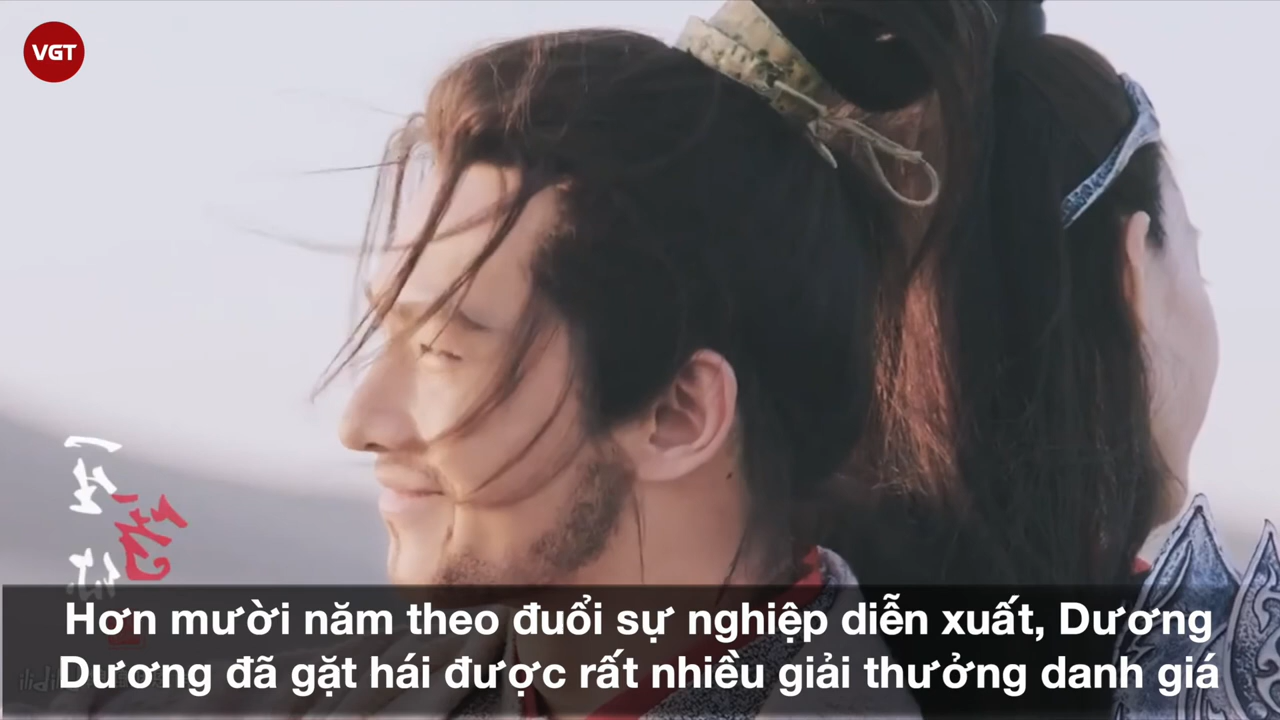 VGT
Hơn mười năm theo đuổi sự nghiệp diễn xuất, Dương
Dương đã gặt hái được rất nhiều giải thưởng danh giá